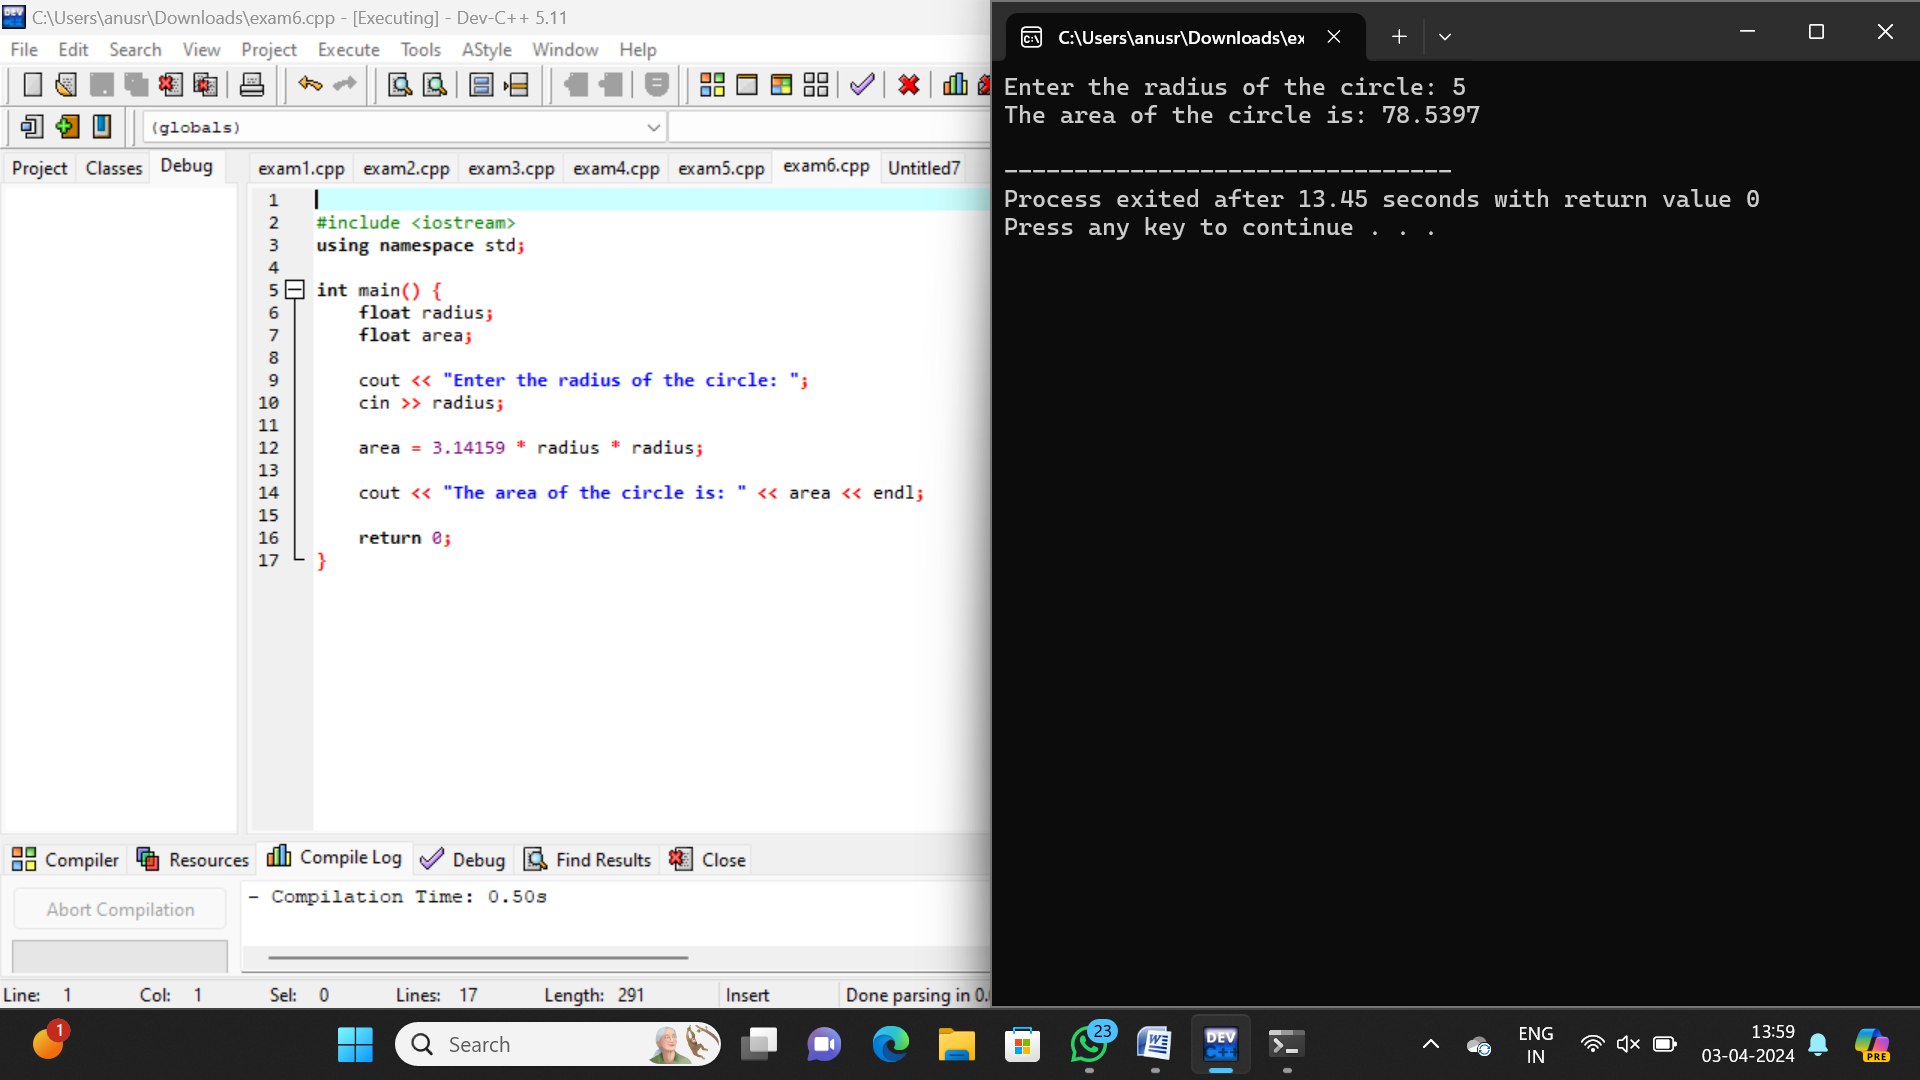 C:\Users\anusr\Downloads\exam6.cpp - [Executing] - Dev-C++ 5.11
File Edit Search View Project Execute Tools AStyle Window Help
(globals)
Project Classes Debug
exam1.cpp exam2.cpp exam3.cpp exam4.cpp exam5.cpp exam6.cpp Untitled7
1
2 #include <iostream>
3 using namespace std;
4
5 int main() {
6 float radius;
7 float area;
8
9 cout << "Enter the radius of the circle: ";
10 cin >> radius;
11
12 area = 3.14159 * radius * radius;
13
14 cout << "The area of the circle is: " << area << endl;
15
16 return 0;
17 }
Compiler Resources Compile Log Debug Find Results Close
Abort Compilation
- Compilation Time: 0.50s
Line: 1 Col: 1 Sel: 0 Lines: 17 Length: 291 Insert Done parsing in 0.
C:\Users\anusr\Downloads\ex
Enter the radius of the circle: 5
The area of the circle is: 78.5397
--------------------------------
Process exited after 13.45 seconds with return value 0
Press any key to continue . . .
1
Search
23
DEV
C++
ENG
IN
13:59
03-04-2024
PRE